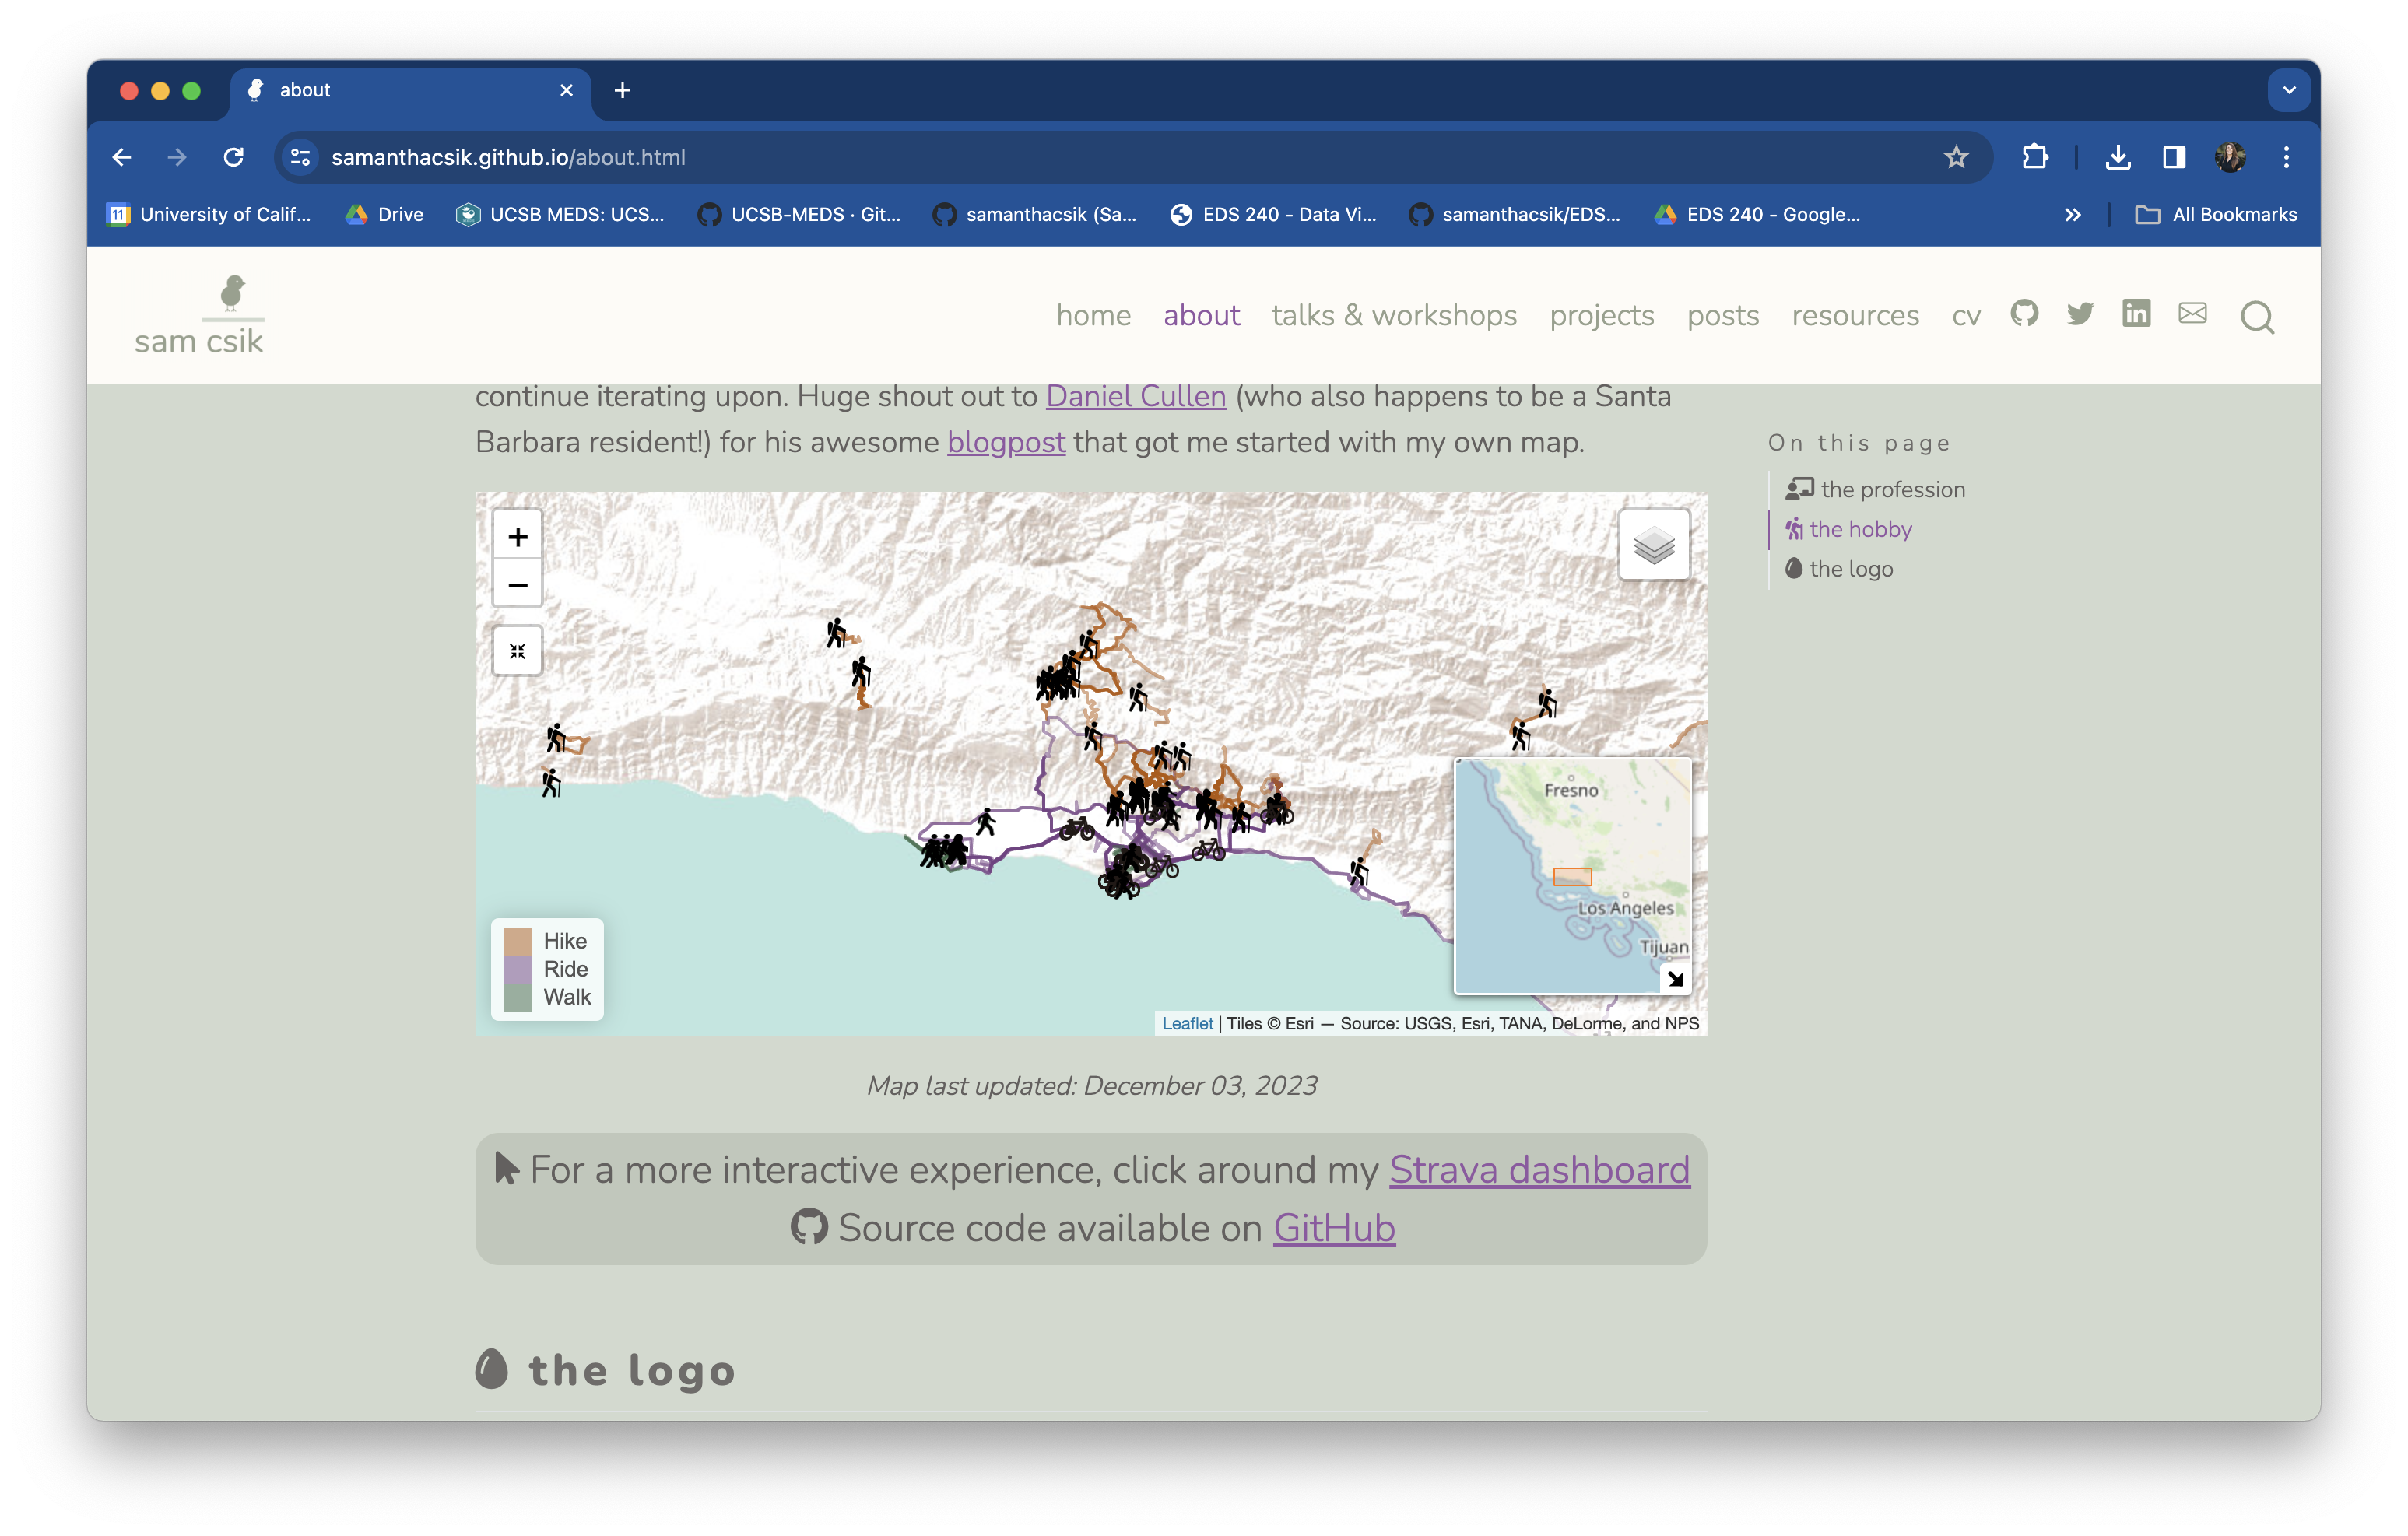 about
samanthacsik.github.io/about.html
11 University of Calif... Drive UCSB MEDS: UCS... UCSB-MEDS · Git... samanthacsik (Sa... EDS 240 - Data Vi... samanthacsik/EDS... EDS 240 - Google... » All Bookmarks
sam csik
home about talks & workshops projects posts resources cv
continue iterating upon. Huge shout out to Daniel Cullen (who also happens to be a Santa
Barbara resident!) for his awesome blogpost that got me started with my own map.
On this page
the profession
the hobby
the logo
+
−
Fresno
Los Angeles
Tijuan
Hike
Ride
Walk
Leaflet | Tiles © Esri — Source: USGS, Esri, TANA, DeLorme, and NPS
Map last updated: December 03, 2023
For a more interactive experience, click around my Strava dashboard
Source code available on GitHub
the logo